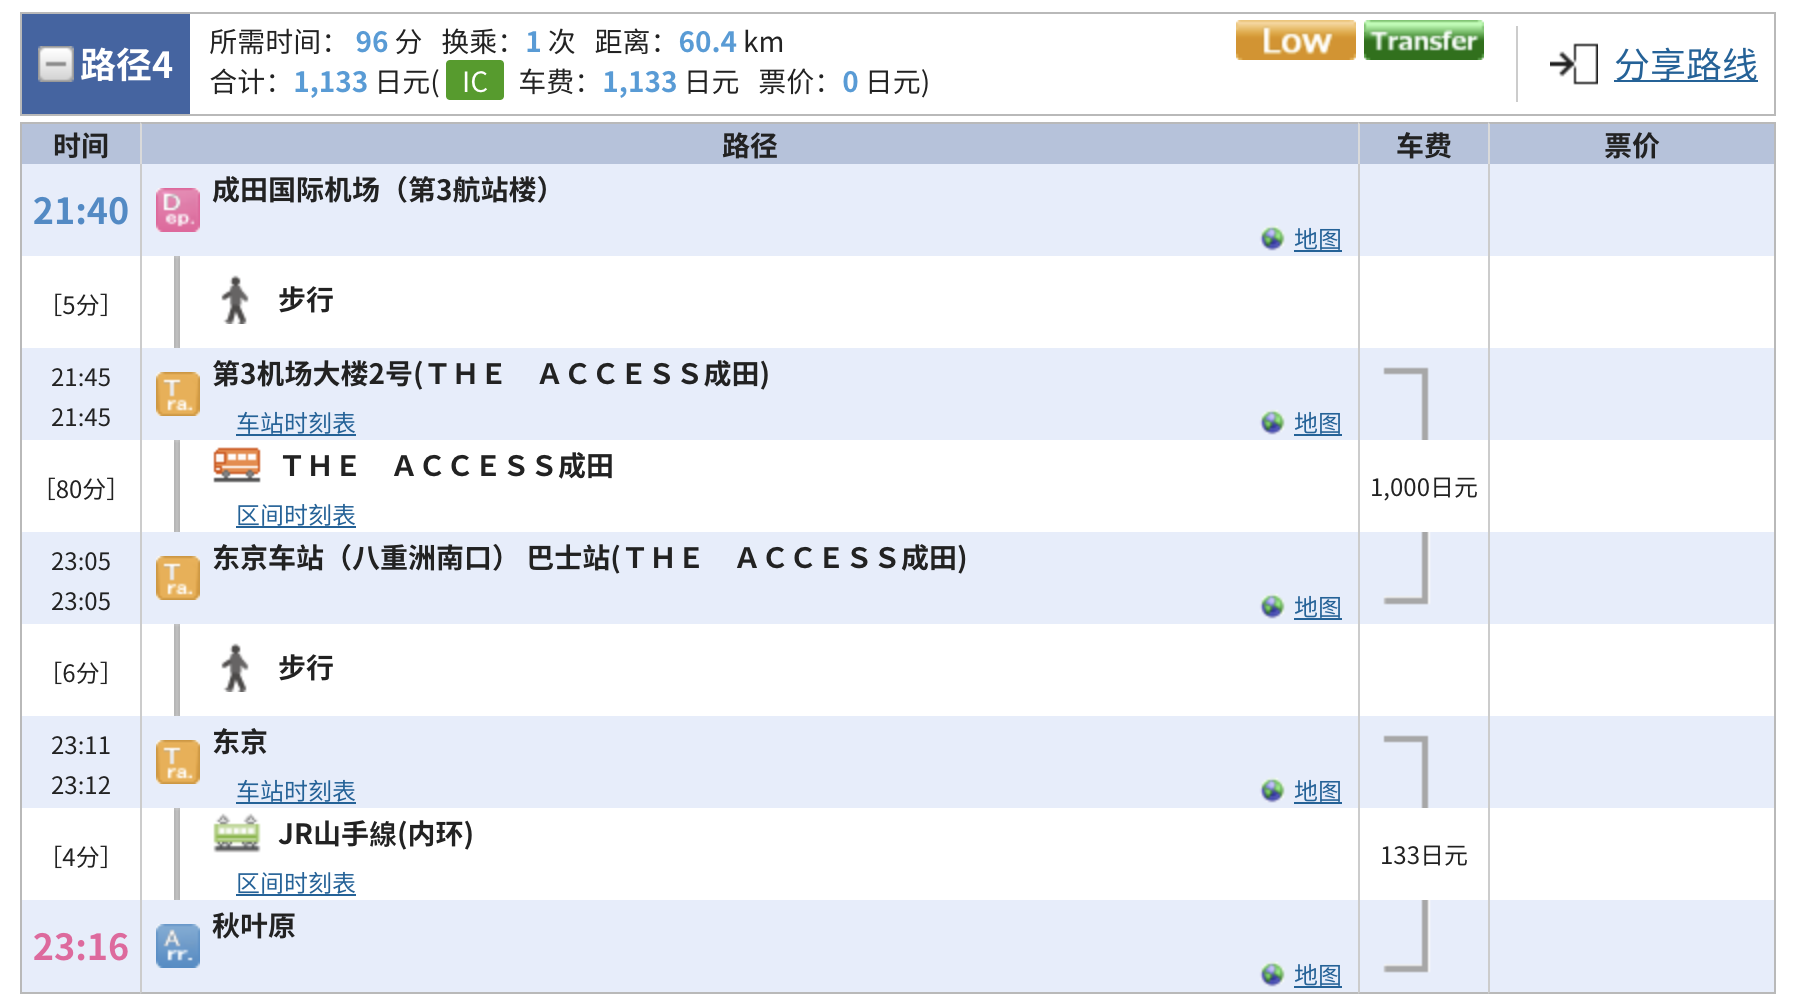 路径4
所需时间： 96 分 换乘：1 次 距离：60.4 km
合计：1,133 日元( IC 车费：1,133 日元 票价：0 日元)
Low Transfer
分享路线
时间 路径 车费 票价
21:40 Dep. 成田国际机场（第3航站楼）
地图
［5分］ 步行
21:45
21:45
Tra. 第3机场大楼2号(ＴＨＥ　ＡＣＣＥＳＳ成田)
车站时刻表 地图
［80分］ ＴＨＥ　ＡＣＣＥＳＳ成田 1,000日元
区间时刻表
23:05
23:05
Tra. 东京车站（八重洲南口） 巴士站(ＴＨＥ　ＡＣＣＥＳＳ成田)
地图
［6分］ 步行
23:11
23:12
Tra. 东京
车站时刻表 地图
［4分］ JR山手線(内环) 133日元
区间时刻表
23:16 Arr. 秋叶原
地图